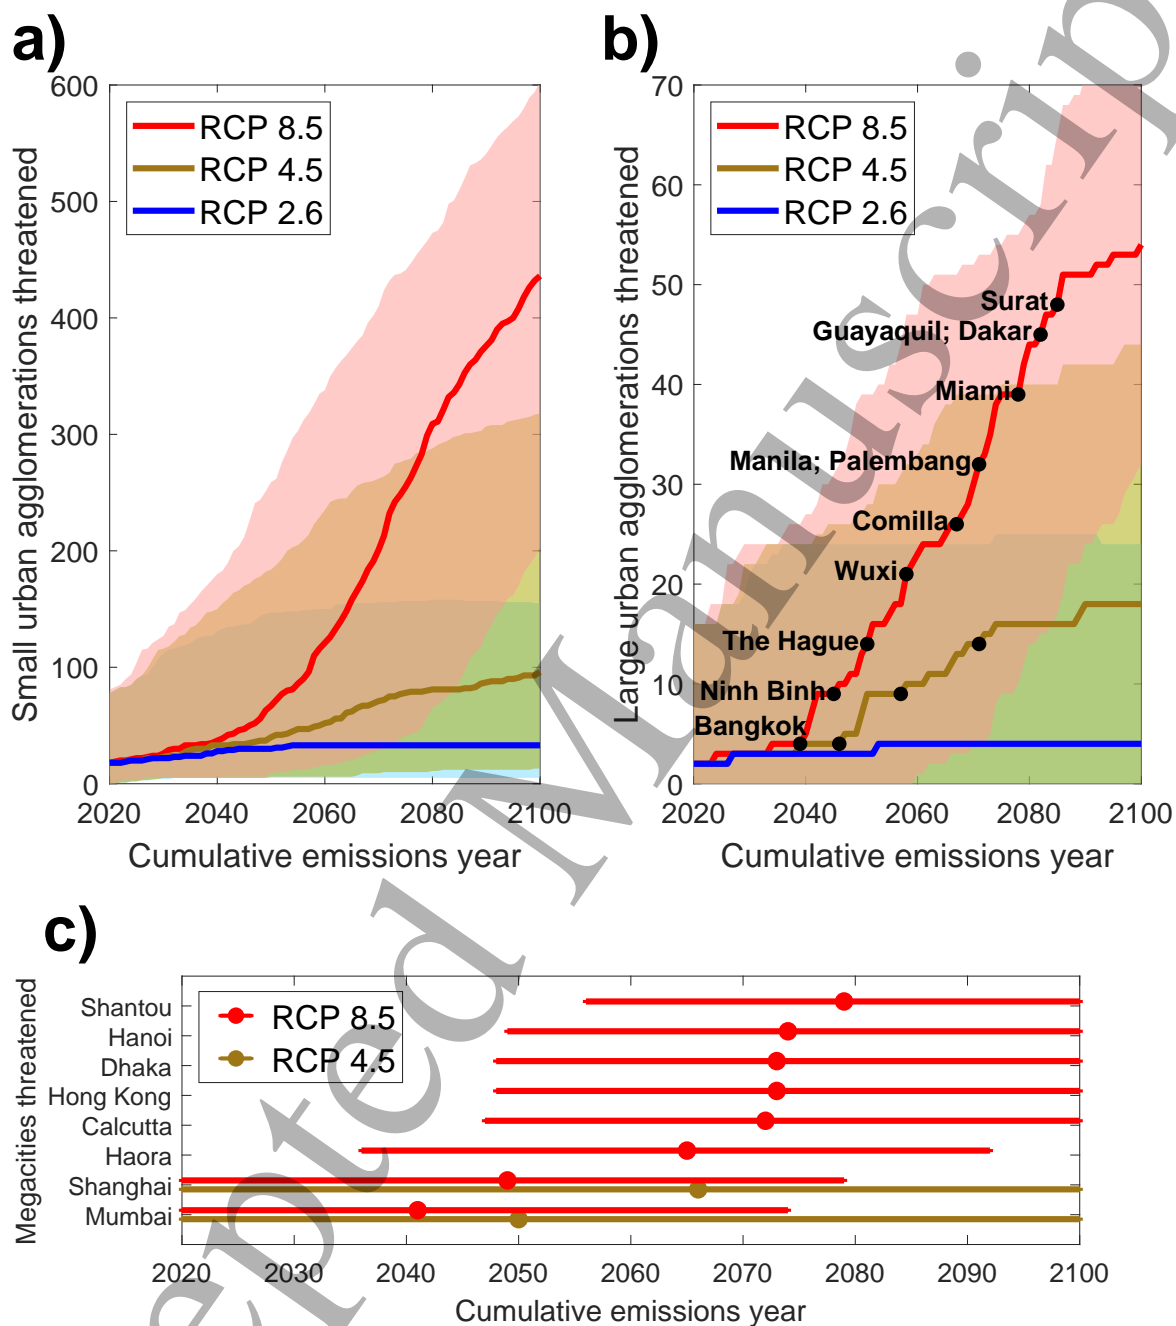 a)
600
500
400
300
200
100
0
Small urban agglomerations threatened
RCP 8.5
RCP 4.5
RCP 2.6
2020 2040 2060 2080 2100
Cumulative emissions year
b)
70
60
50
40
30
20
10
0
Large urban agglomerations threatened
RCP 8.5
RCP 4.5
RCP 2.6
Surat
Guayaquil; Dakar
Miami
Manila; Palembang
Comilla
Wuxi
The Hague
Ninh Binh
Bangkok
2020 2040 2060 2080 2100
Cumulative emissions year
c)
Megacities threatened
Shantou
Hanoi
Dhaka
Hong Kong
Calcutta
Haora
Shanghai
Mumbai
RCP 8.5
RCP 4.5
2020 2030 2040 2050 2060 2070 2080 2090 2100
Cumulative emissions year
epted Manuscrip